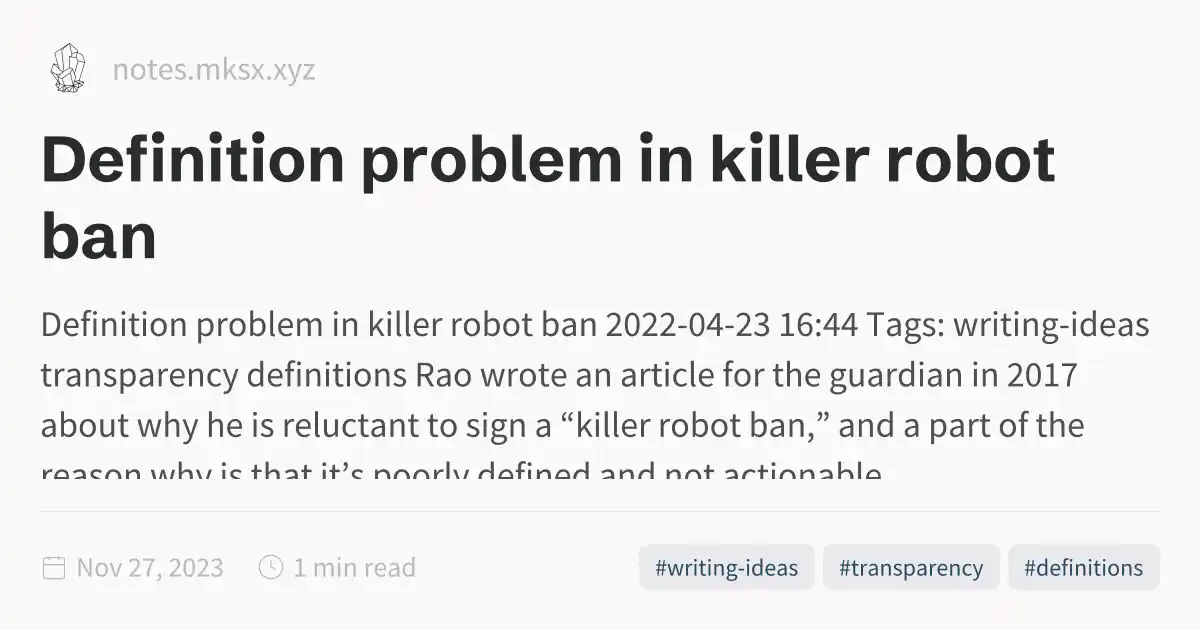 notes.mksx.xyz
Definition problem in killer robot
ban
Definition problem in killer robot ban 2022-04-23 16:44 Tags: writing-ideas
transparency definitions Rao wrote an article for the guardian in 2017
about why he is reluctant to sign a “killer robot ban,” and a part of the
reason why is that it’s poorly defined and not actionable
Nov 27, 2023
1 min read
#writing-ideas
#transparency
#definitions